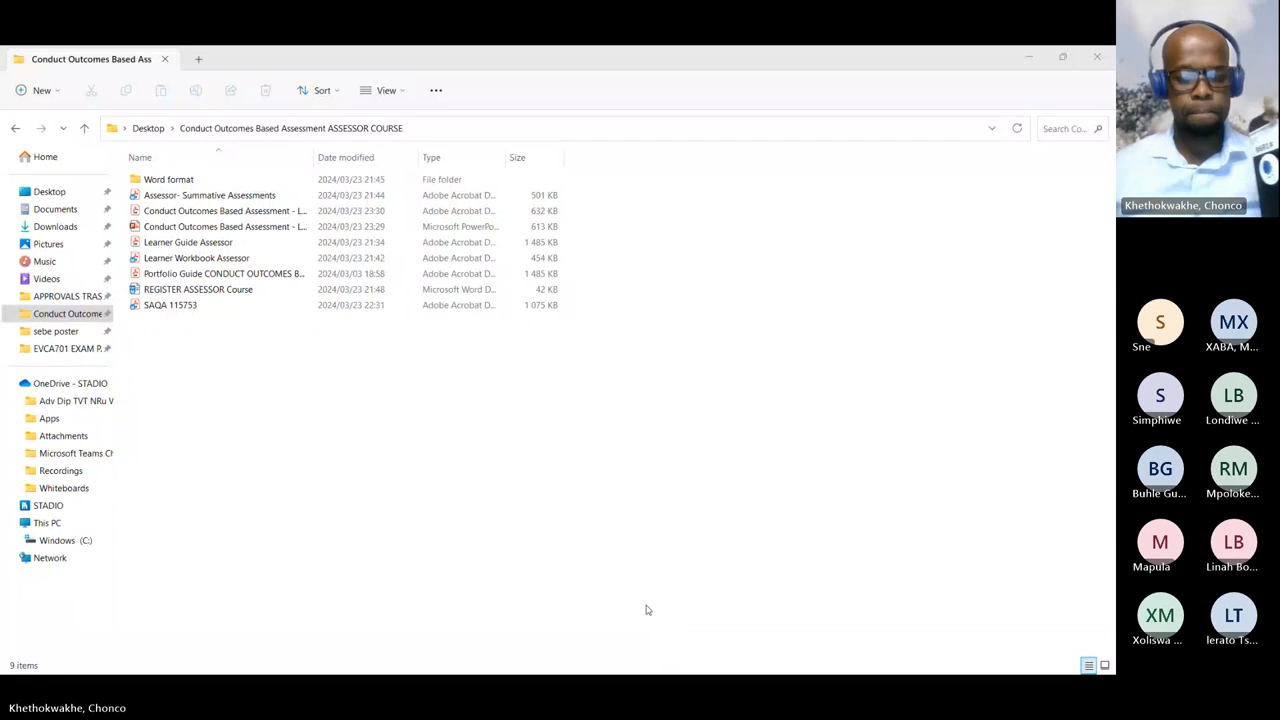 Conduct Outcomes Based Ass
New
Sort
View
Desktop
Conduct Outcomes Based Assessment ASSESSOR COURSE
Search Co...
Name
Date modified
Type
Size
Word format 2024/03/23 21:45 File folder
Assessor- Summative Assessments 2024/03/23 21:44 Adobe Acrobat D... 501 KB
Conduct Outcomes Based Assessment - L... 2024/03/23 23:30 Adobe Acrobat D... 632 KB
Conduct Outcomes Based Assessment - L... 2024/03/23 23:29 Microsoft PowerPo... 613 KB
Learner Guide Assessor 2024/03/23 21:34 Adobe Acrobat D... 1 485 KB
Learner Workbook Assessor 2024/03/23 21:42 Adobe Acrobat D... 454 KB
Portfolio Guide CONDUCT OUTCOMES B... 2024/03/03 18:58 Adobe Acrobat D... 1 485 KB
REGISTER ASSESSOR Course 2024/03/23 21:48 Microsoft Word D... 42 KB
SAQA 115753 2024/03/23 22:31 Adobe Acrobat D... 1 075 KB
Home
Desktop
Documents
Downloads
Pictures
Music
Videos
APPROVALS TRAS
Conduct Outcome
sebe poster
EVCA701 EXAM P.
OneDrive - STADIO
Adv Dip TVT NRu V
Apps
Attachments
Microsoft Teams Ch
Recordings
Whiteboards
STADIO
This PC
Windows (C:)
Network
9 items
Khethokwakhe, Chonco
Khethokwakhe, Chonco
S
Sne
MX
XABA, M...
S
Simphiwe
LB
Londiwe ...
BG
Buhle Gu...
RM
Mpoloke...
M
Mapula
LB
Linah Bo...
XM
Xoliswa ...
LT
lerato Ts...